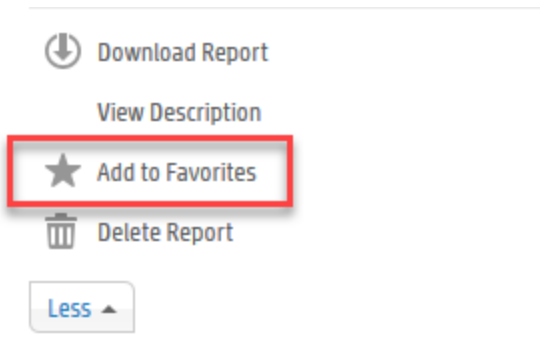 Download Report
View Description
Add to Favorites
Delete Report
Less